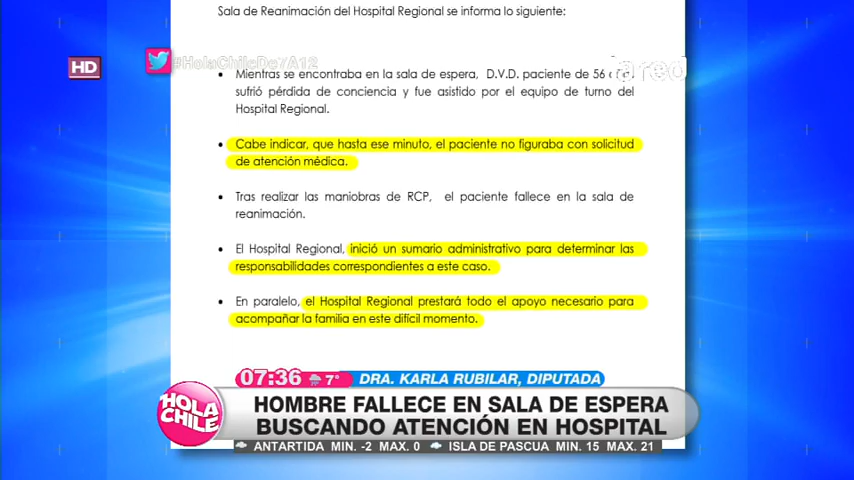 Sala de Reanimación del Hospital Regional se informa lo siguiente:
HD
#HolaChileDe7A12
• Mientras se encontraba en la sala de espera, D.V.D. paciente de 56
sufrió pérdida de conciencia y fue asistido por el equipo de turno del
Hospital Regional.
• Cabe indicar, que hasta ese minuto, el paciente no figuraba con solicitud
de atención médica.
• Tras realizar las maniobras de RCP, el paciente fallece en la sala de
reanimación.
• El Hospital Regional, inició un sumario administrativo para determinar las
responsabilidades correspondientes a este caso.
• En paralelo, el Hospital Regional prestará todo el apoyo necesario para
acompañar la familia en este difícil momento.
07:36 7° DRA. KARLA RUBILAR, DIPUTADA
HOLA
CHILE
HOMBRE FALLECE EN SALA DE ESPERA
BUSCANDO ATENCIÓN EN HOSPITAL
ANTARTIDA MIN. -2 MAX. 0 ISLA DE PASCUA MIN. 15 MAX. 21